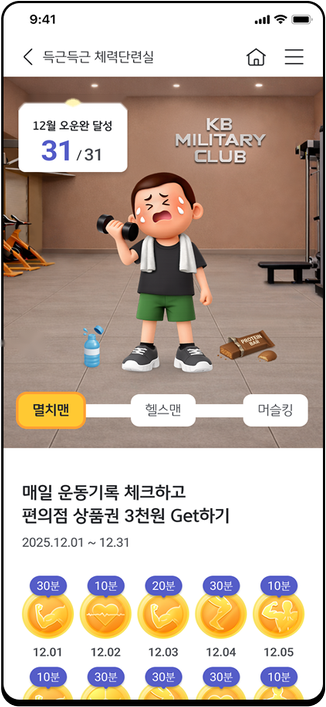 9:41
득근득근 체력단련실
12월 오운완 달성
31 / 31
KB
MILITARY
CLUB
PROTEIN
BAR
멸치맨 헬스맨 머슬킹
매일 운동기록 체크하고
편의점 상품권 3천원 Get하기
2025.12.01 ~ 12.31
30분 10분 20분 30분 10분
12.01 12.02 12.03 12.04 12.05
10분 30분 30분 30분 10분